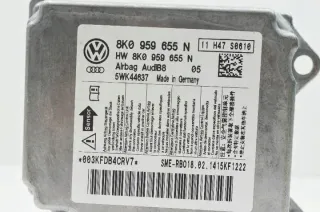 8K0 959 655 N
11 H47 S0610
HW 8K0 959 655 N
Airbag AudiB8 05
5WK44637 Made in Germany
Sensor
*003KFDB4CRV7*
SME-RB018.02.1415KF1222